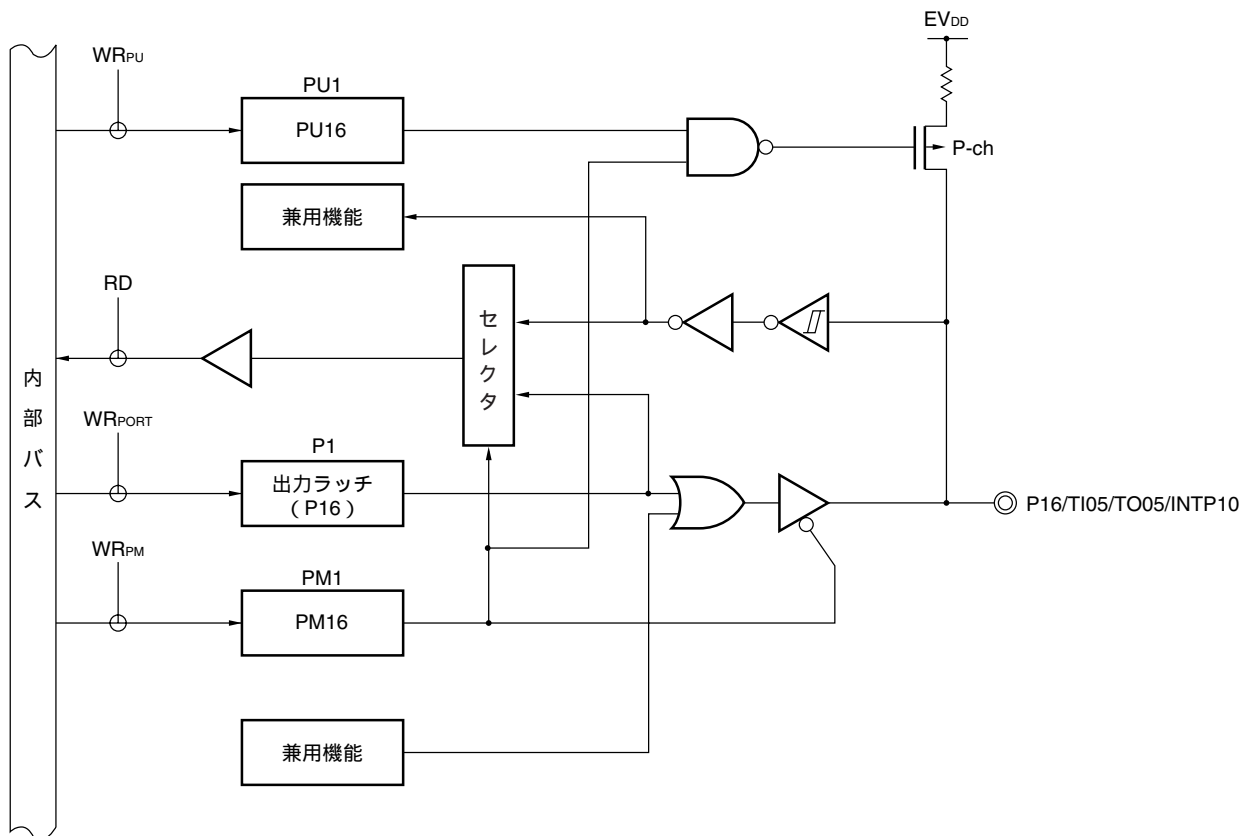 EVDD
WRPU
PU1
PU16
P-ch
兼用機能
RD
セレクタ
内部バス
WRPORT
P1
出力ラッチ
(P16)
P16/TI05/TO05/INTP10
WRPM
PM1
PM16
兼用機能